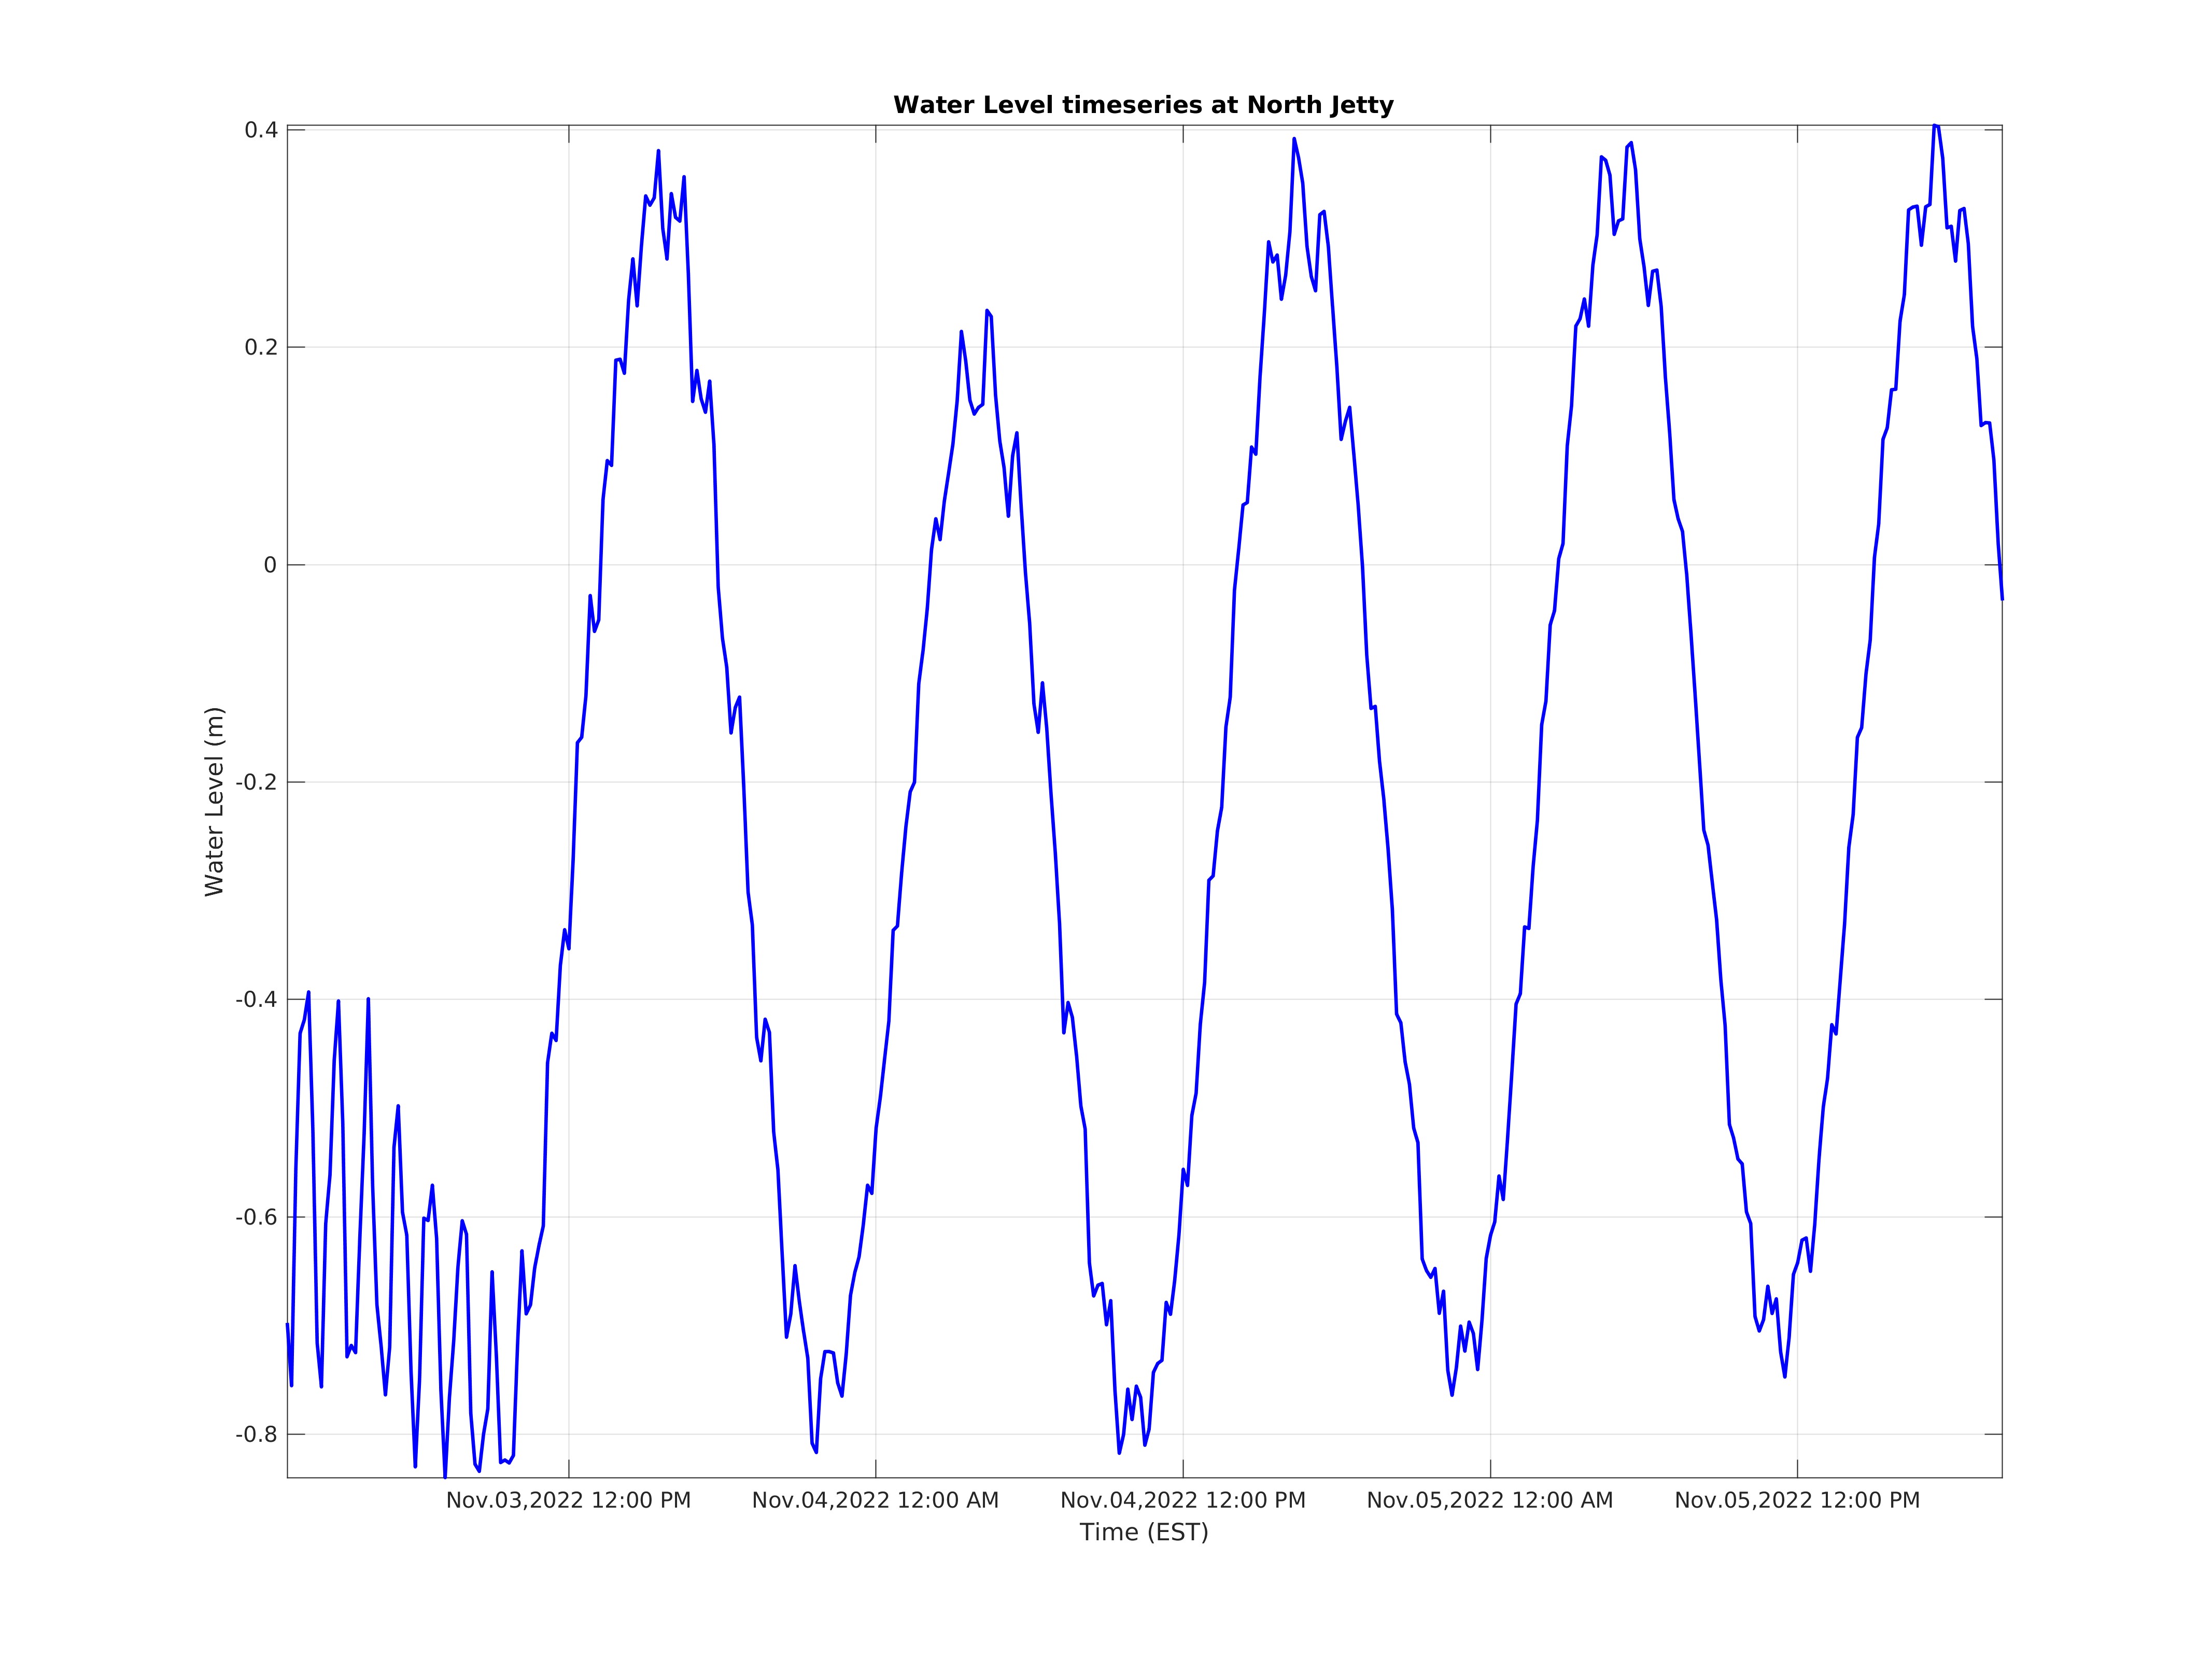 Water Level timeseries at North Jetty
0.4
0.2
0
-0.2
-0.4
-0.6
-0.8
Water Level (m)
Nov.03,2022 12:00 PM
Nov.04,2022 12:00 AM
Nov.04,2022 12:00 PM
Nov.05,2022 12:00 AM
Nov.05,2022 12:00 PM
Time (EST)